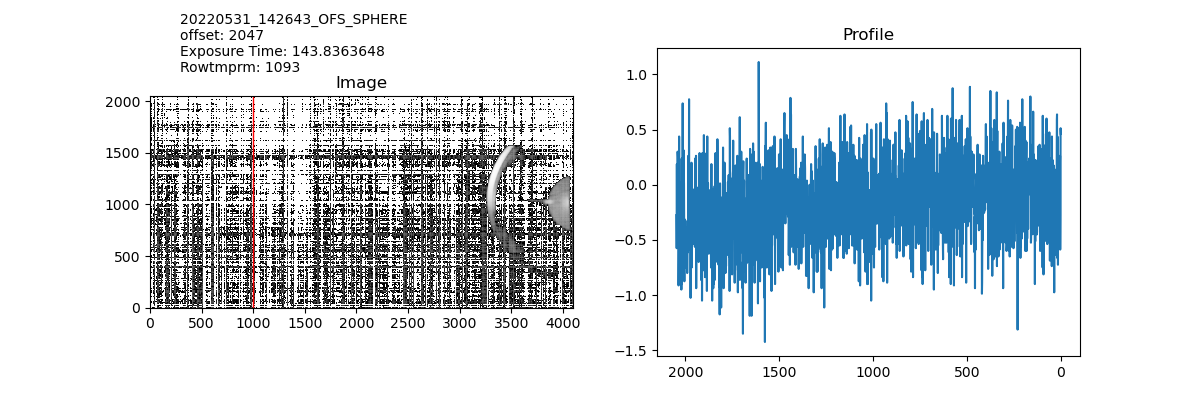 20220531_142643_OFS_SPHERE
offset: 2047
Exposure Time: 143.8363648
Rowtmprm: 1093
Image
2000
1500
1000
500
0
0 500 1000 1500 2000 2500 3000 3500 4000
Profile
1.0
0.5
0.0
−0.5
−1.0
−1.5
2000 1500 1000 500 0